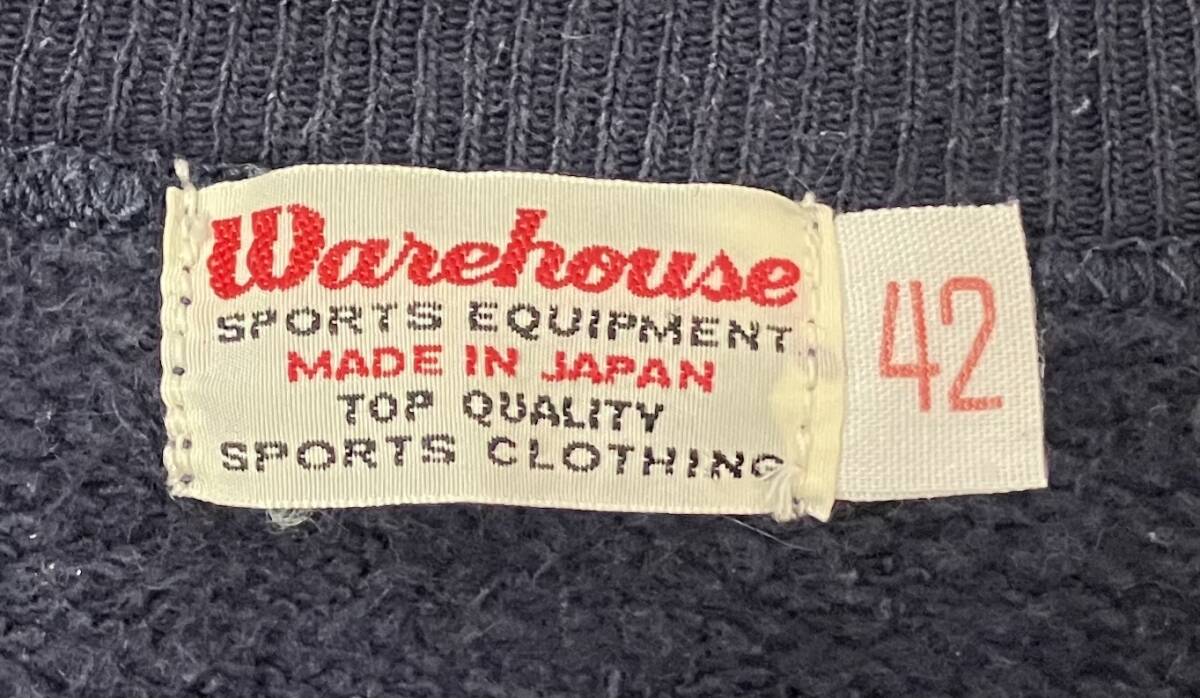 Warehouse
SPORTS EQUIPMENT
MADE IN JAPAN
TOP QUALITY
SPORTS CLOTHING
42